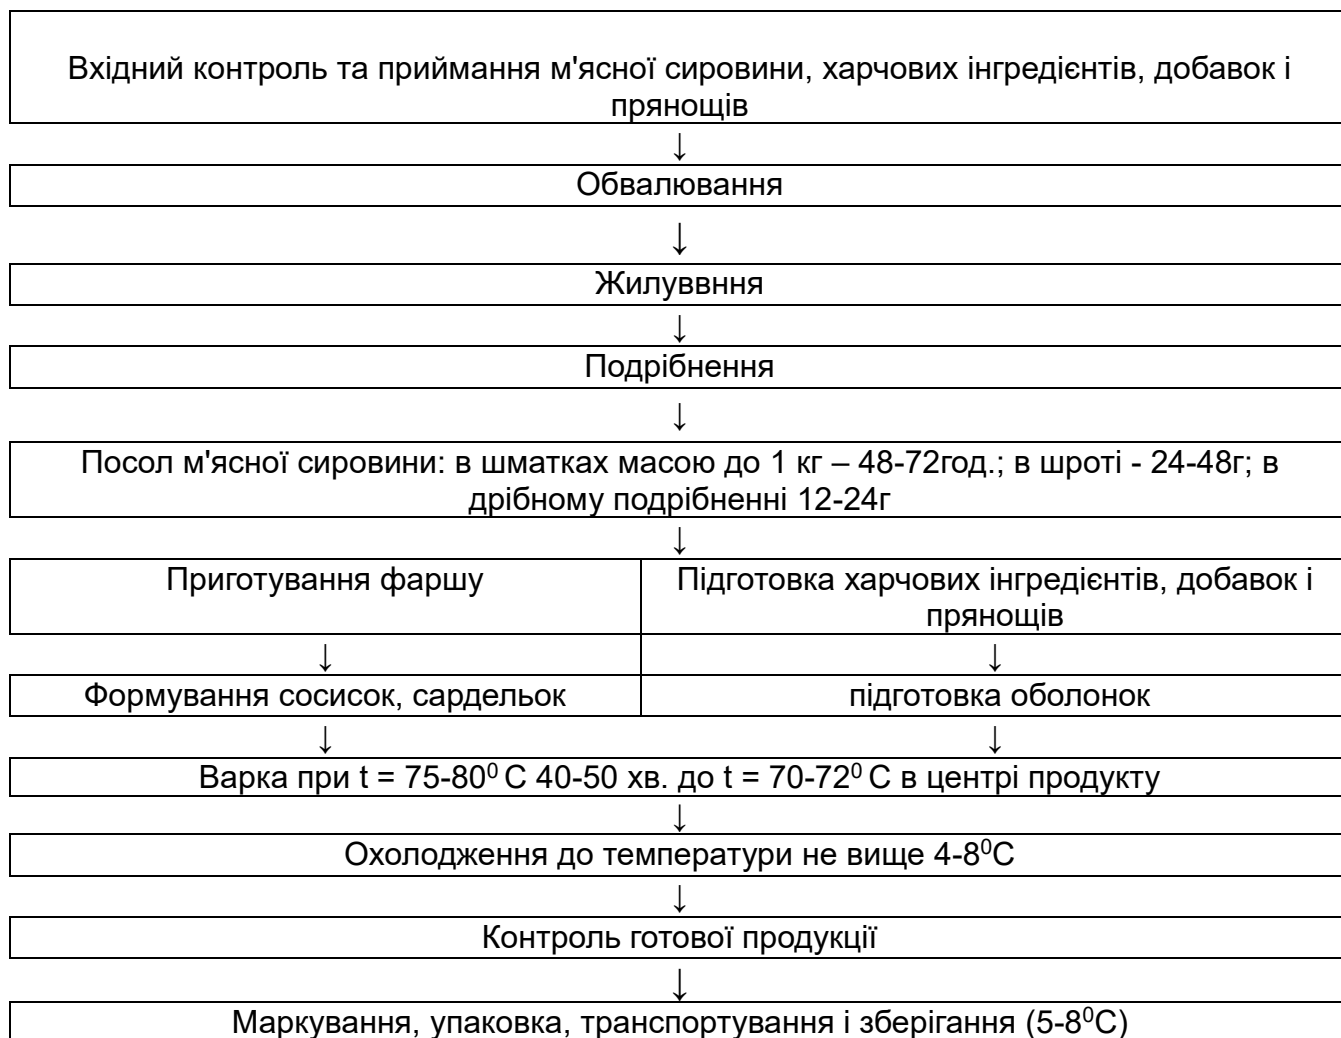 Вхідний контроль та приймання м'ясної сировини, харчових інгредієнтів, добавок і
прянощів
↓
Обвалювання
↓
Жилуввння
↓
Подрібнення
↓
Посол м'ясної сировини: в шматках масою до 1 кг – 48-72год.; в шроті - 24-48г; в
дрібному подрібненні 12-24г
↓
Приготування фаршу
Підготовка харчових інгредієнтів, добавок і
прянощів
↓ ↓
Формування сосисок, сардельок
підготовка оболонок
↓ ↓
Варка при t = 75-80⁰ С 40-50 хв. до t = 70-72⁰ С в центрі продукту
↓
Охолодження до температури не вище 4-8⁰С
↓
Контроль готової продукції
↓
Маркування, упаковка, транспортування і зберігання (5-8⁰С)